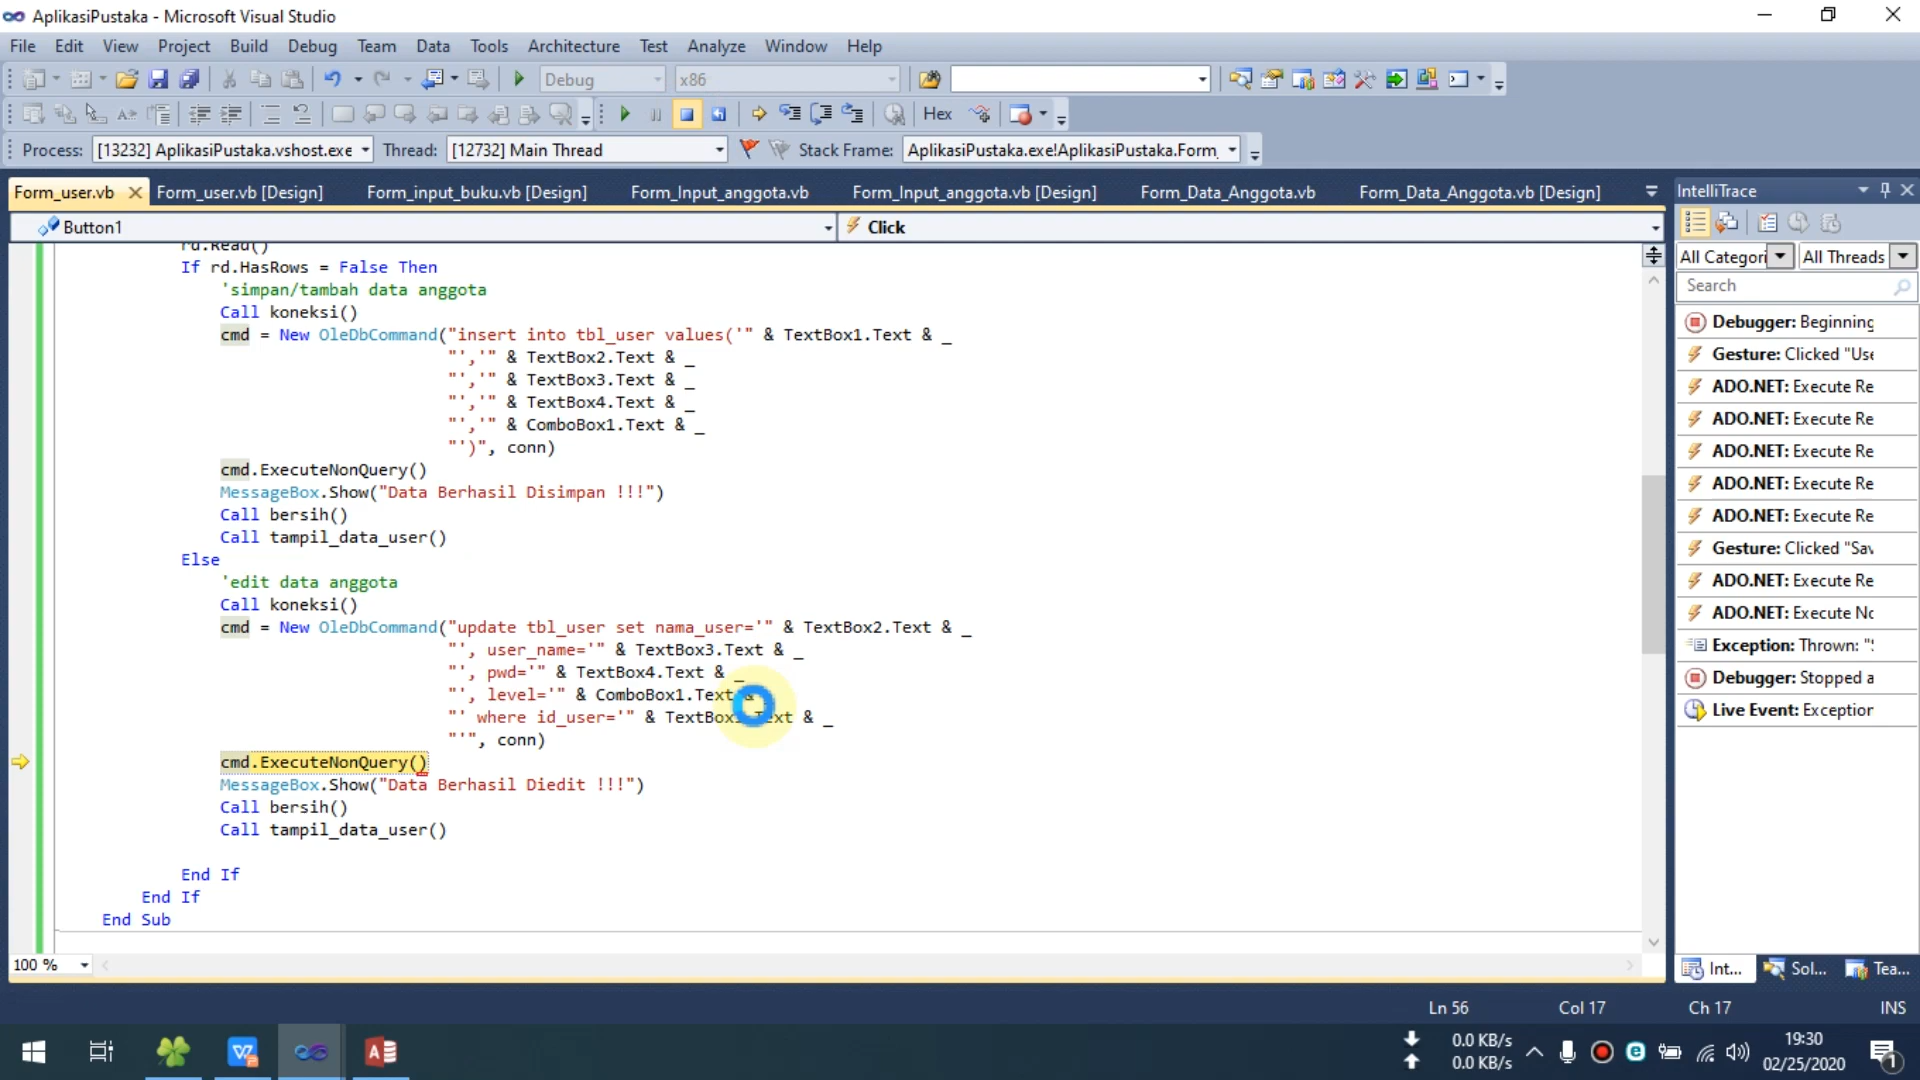 AplikasiPustaka - Microsoft Visual Studio
File Edit View Project Build Debug Team Data Tools Architecture Test Analyze Window Help
Debug x86
Hex
Process: [13232] AplikasiPustaka.vshost.exe Thread: [12732] Main Thread Stack Frame: AplikasiPustaka.exe!AplikasiPustaka.Form_
Form_user.vb Form_user.vb [Design] Form_input_buku.vb [Design] Form_Input_anggota.vb Form_Input_anggota.vb [Design] Form_Data_Anggota.vb Form_Data_Anggota.vb [Design]
Button1 Click
rd.Read()
If rd.HasRows = False Then
'simpan/tambah data anggota
Call koneksi()
cmd = New OleDbCommand("insert into tbl_user values('" & TextBox1.Text & _
"','" & TextBox2.Text & _
"','" & TextBox3.Text & _
"','" & TextBox4.Text & _
"','" & ComboBox1.Text & _
"')", conn)
cmd.ExecuteNonQuery()
MessageBox.Show("Data Berhasil Disimpan !!!")
Call bersih()
Call tampil_data_user()
Else
'edit data anggota
Call koneksi()
cmd = New OleDbCommand("update tbl_user set nama_user='" & TextBox2.Text & _
"', user_name='" & TextBox3.Text & _
"', pwd='" & TextBox4.Text & _
"', level='" & ComboBox1.Text &
"' where id_user='" & & _
"'", conn)
cmd.ExecuteNonQuery()
MessageBox.Show("Data Berhasil Diedit !!!")
Call bersih()
Call tampil_data_user()
End If
End If
End Sub
100 %
IntelliTrace
All Categori All Threads
Search
Debugger: Beginning
Gesture: Clicked "Use
ADO.NET: Execute Re
ADO.NET: Execute Re
ADO.NET: Execute Re
ADO.NET: Execute Re
ADO.NET: Execute Re
Gesture: Clicked "Sav
ADO.NET: Execute Re
ADO.NET: Execute Nc
Exception: Thrown: "S
Debugger: Stopped a
Live Event: Exception
Int... Sol... Tea...
Ln 56 Col 17 Ch 17 INS
0.0 KB/s
0.0 KB/s
19:30
02/25/2020
1